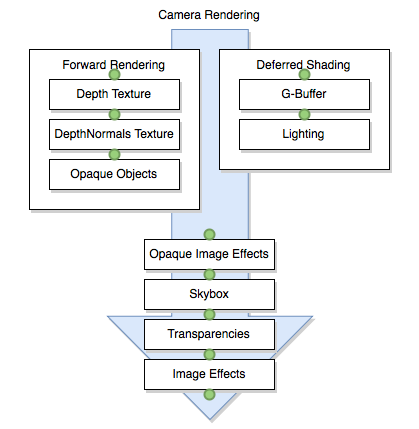 Camera Rendering
Forward Rendering
Depth Texture
DepthNormals Texture
Opaque Objects
Deferred Shading
G-Buffer
Lighting
Opaque Image Effects
Skybox
Transparencies
Image Effects